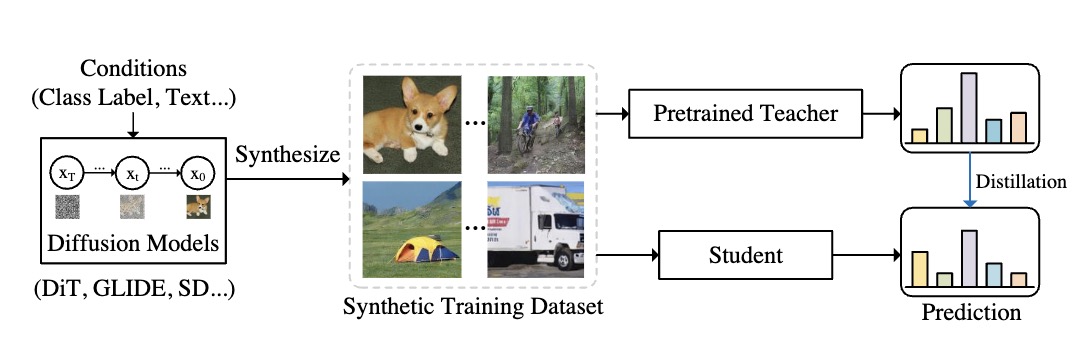 Conditions
(Class Label, Text...)
x_T ... x_t ... x_0
Diffusion Models
(DiT, GLIDE, SD...)
Synthesize
...
...
Synthetic Training Dataset
Pretrained Teacher
Student
Distillation
Prediction